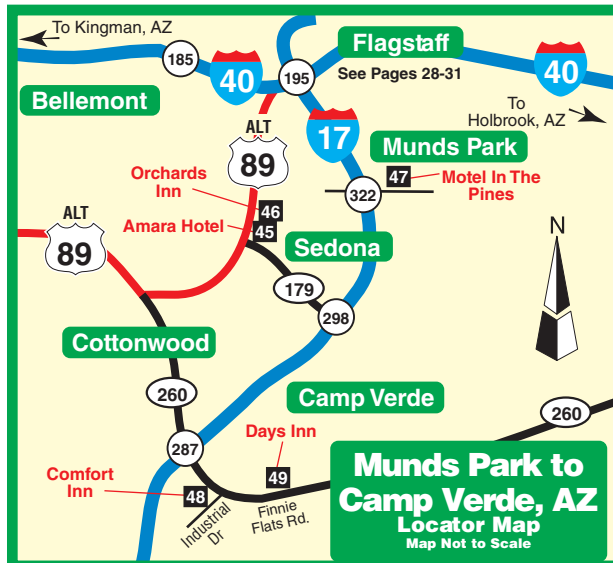 To Kingman, AZ
185
40
195
Flagstaff
See Pages 28-31
40
Bellemont
To
Holbrook, AZ
ALT
89
17
Munds Park
Orchards
Inn
47
Motel In The
Pines
322
ALT
89
46
Amara Hotel
45
Sedona
N
179
298
Cottonwood
260
Camp Verde
260
287
Days Inn
49
Comfort
Inn
48
Industrial
Dr
Finnie
Flats Rd.
Munds Park to
Camp Verde, AZ
Locator Map
Map Not to Scale